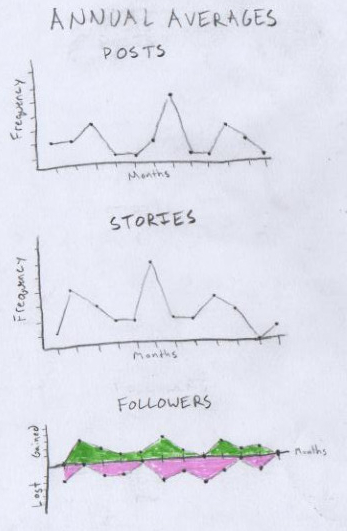 ANNUAL AVERAGES
POSTS
Frequency
Months
STORIES
Frequency
Months
FOLLOWERS
Gained
Months
Lost